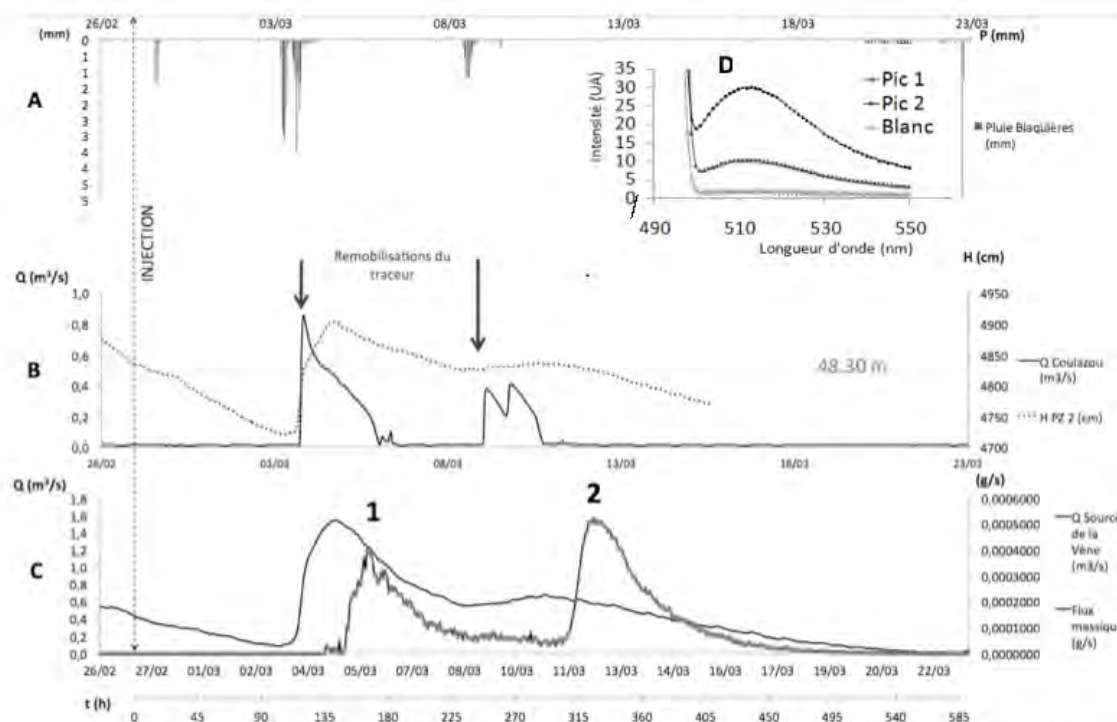 26/02 03/03 08/03 13/03 18/03 23/03
(mm) P (mm)
0
1
1
2
2
3
3
4
4
5
5
A
D
35
30
25
20
15
10
5
0
Intensité (UA)
Pic 1
Pic 2
Blanc
490 510 530 550
Longueur d'onde (nm)
Pluie Blaquières
(mm)
INJECTION
Remobilisations du
traceur
Q (m³/s) H (cm)
1,0
0,8
0,6
0,4
0,2
0,0
B
48.30 m
4950
4900
4850
4800
4750
4700
Q Coulazou
(m3/s)
H PZ 2 (cm)
26/02 03/03 08/03 13/03 18/03 23/03
Q (m³/s) (g/s)
1,8
1,6
1,4
1,2
1,0
0,8
0,6
0,4
0,2
0,0
C
1
2
0,0006000
0,0005000
0,0004000
0,0003000
0,0002000
0,0001000
0,0000000
Q Source
de la
Vène
(m3/s)
Flux
massiqu
(g/s)
26/02 27/02 01/03 02/03 04/03 05/03 07/03 08/03 10/03 11/03 13/03 14/03 16/03 17/03 19/03 20/03 22/03
t (h) 0 45 90 135 180 225 270 315 360 405 450 495 540 585